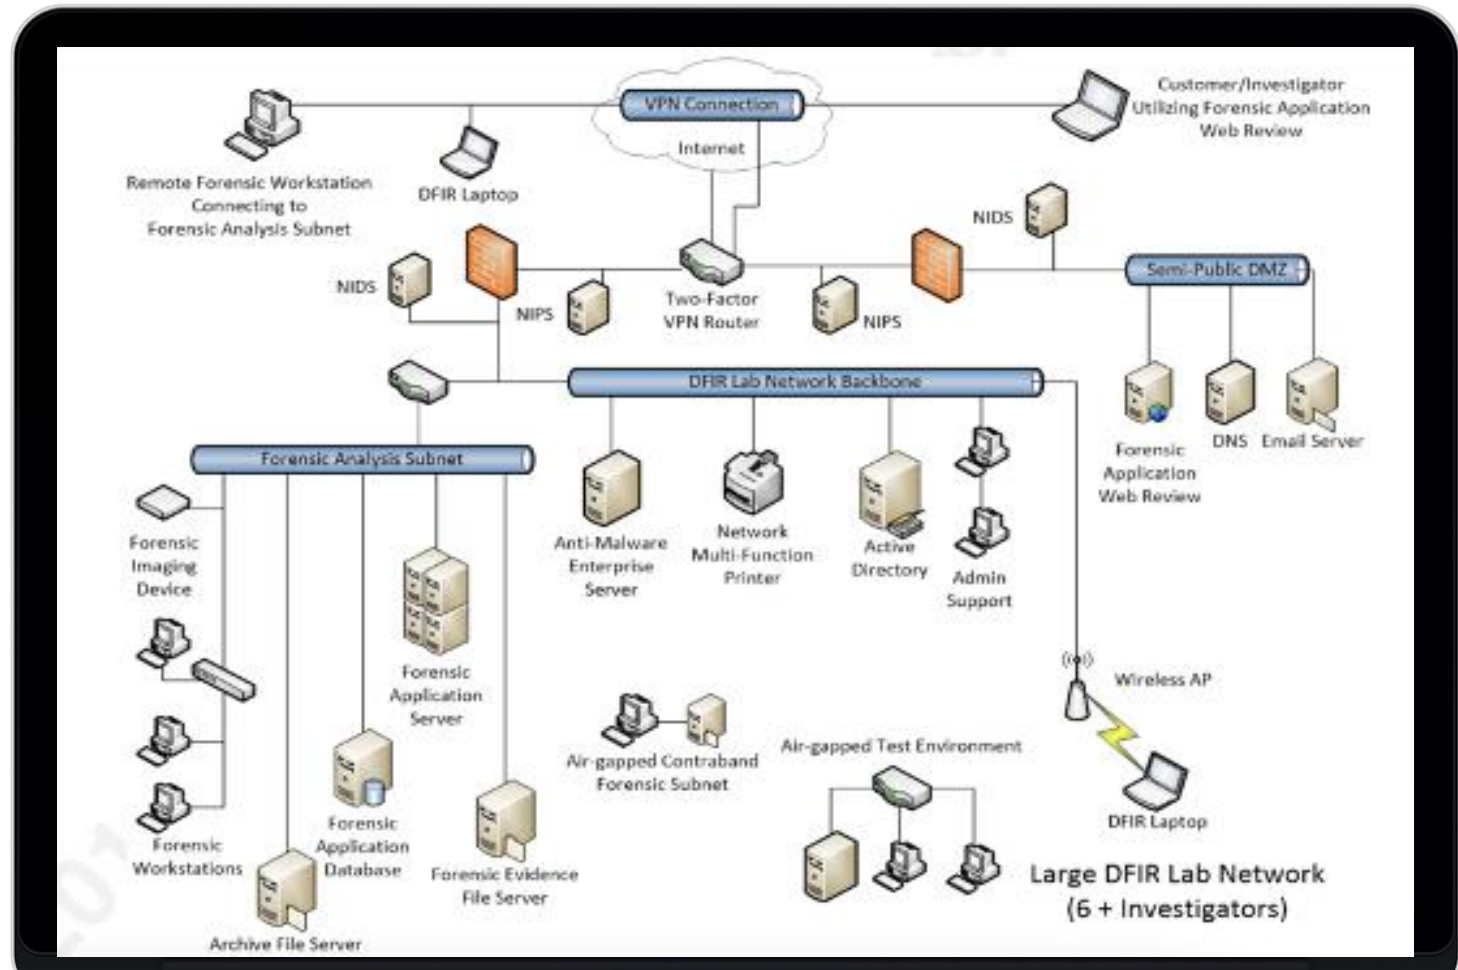 VPN Connection
Internet
Customer/Investigator
Utilizing Forensic Application
Web Review
Remote Forensic Workstation
Connecting to
Forensic Analysis Subnet
DFIR Laptop
NIDS
NIPS
Two-Factor
VPN Router
NIPS
NIDS
Semi-Public DMZ
Forensic
Application
Web Review
DNS
Email Server
DFIR Lab Network Backbone
Forensic Analysis Subnet
Anti-Malware
Enterprise
Server
Network
Multi-Function
Printer
Active
Directory
Admin
Support
Forensic
Imaging
Device
Forensic
Application
Server
Forensic
Workstations
Forensic
Application
Database
Forensic Evidence
File Server
Archive File Server
Air-gapped Contraband
Forensic Subnet
Air-gapped Test Environment
Wireless AP
DFIR Laptop
Large DFIR Lab Network
(6 + Investigators)